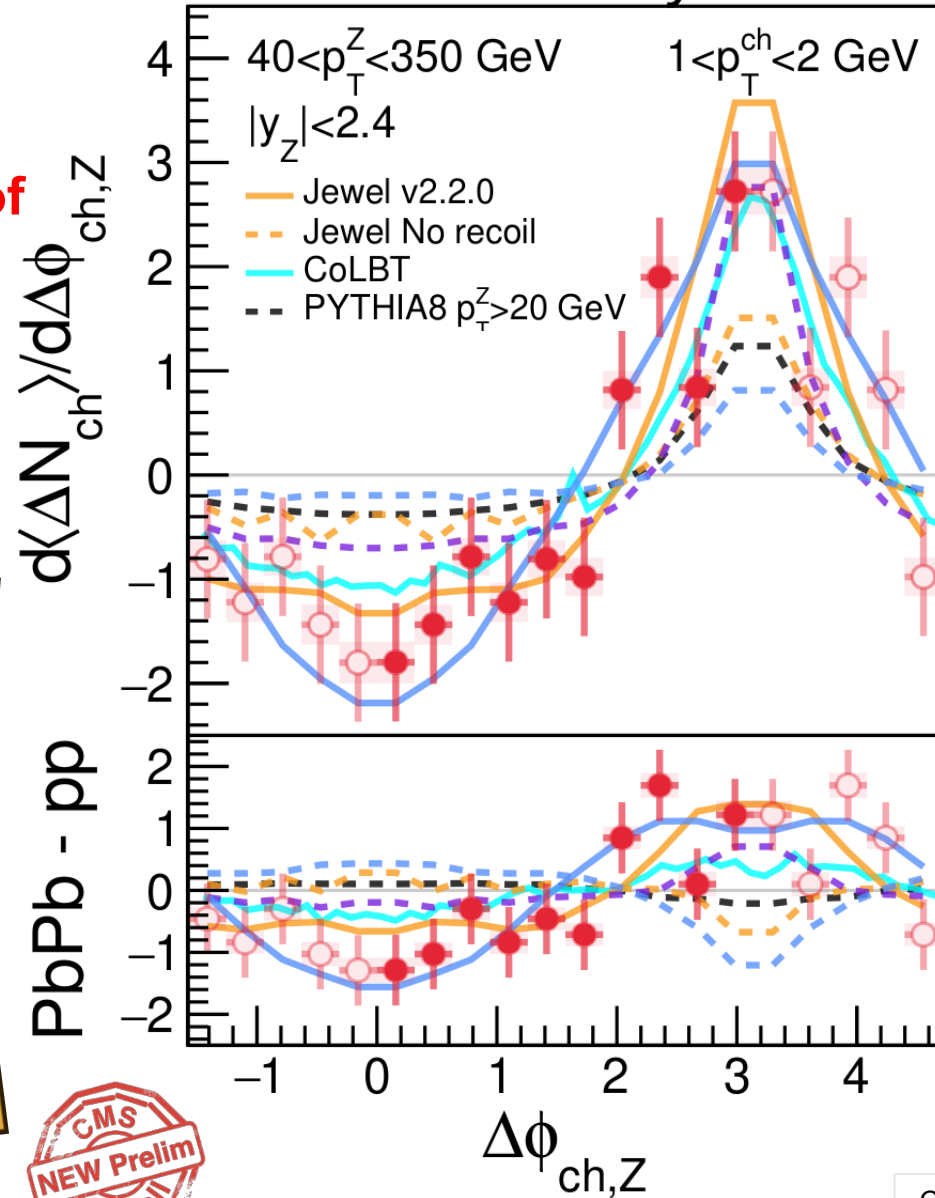 of
40<p_T^Z<350 GeV
1<p_T^ch<2 GeV
|y_Z|<2.4
Jewel v2.2.0
Jewel No recoil
CoLBT
PYTHIA8 p_T^Z>20 GeV
d⟨ΔN_ch⟩/dΔϕ_ch,Z
4
3
2
1
0
−1
−2
PbPb - pp
2
1
0
−1
−2
−1 0 1 2 3 4
Δϕ_ch,Z
CMS
NEW Prelim